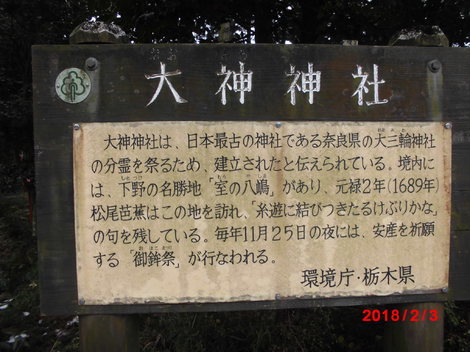 大神神社
大神神社は、日本最古の神社である奈良県の大三輪神社
の分霊を祭るため、建立されたと伝えられている。境内に
は、下野の名勝地「室の八嶋」があり、元禄2年(1689年)
松尾芭蕉はこの地を訪れ、「糸遊に結びつきたるけぶりかな」
の句を残している。毎年11月25日の夜には、安産を祈願
する「御鉾祭」が行なわれる。
環境庁・栃木県
2018/2/3